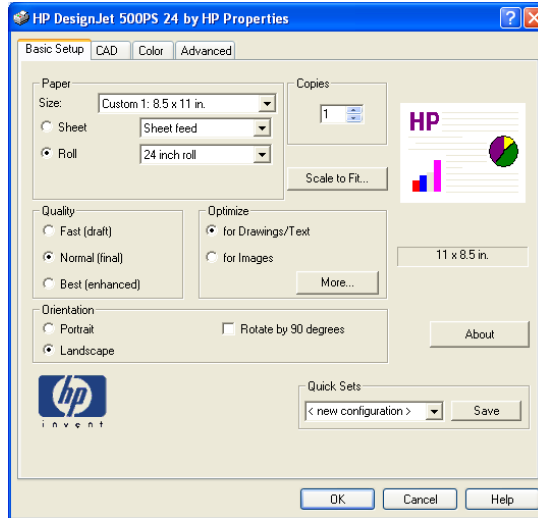 HP DesignJet 500PS 24 by HP Properties
Basic Setup CAD Color Advanced
Paper
Size: Custom 1: 8.5 x 11 in.
Sheet Sheet feed
Roll 24 inch roll
Copies
1
Scale to Fit...
HP
Quality
Fast (draft)
Normal (final)
Best (enhanced)
Optimize
for Drawings/Text
for Images
More...
11 x 8.5 in.
Orientation
Portrait
Rotate by 90 degrees
Landscape
About
hp
invent
Quick Sets
< new configuration > Save
OK Cancel Help